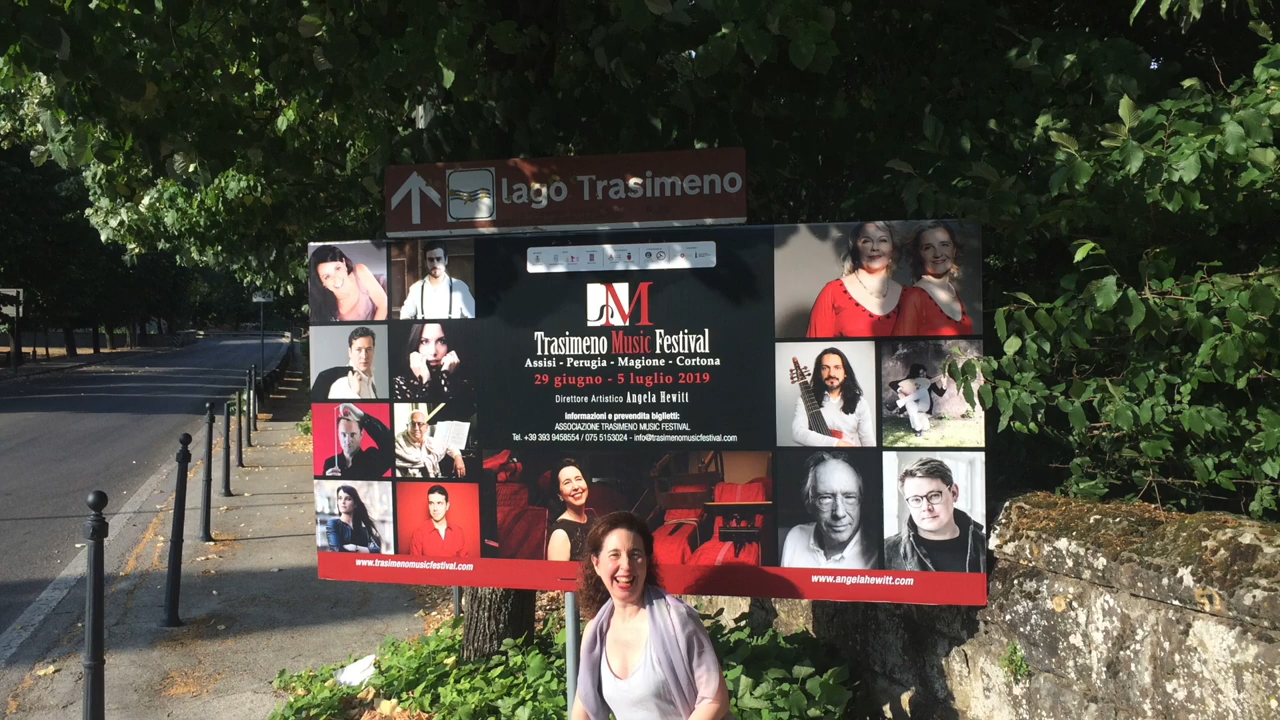 lago Trasimeno
M
Trasimeno Music Festival
Assisi - Perugia - Magione - Cortona
29 giugno - 5 luglio 2019
Direttore Artistico Angela Hewitt
Informazioni e prevendita biglietti:
ASSOCIAZIONE TRASIMENO MUSIC FESTIVAL
Tel. +39 393 9458554 / 075 5153024 - info@trasimenomusicfestival.com
www.trasimenomusicfestival.com
www.angelahewitt.com